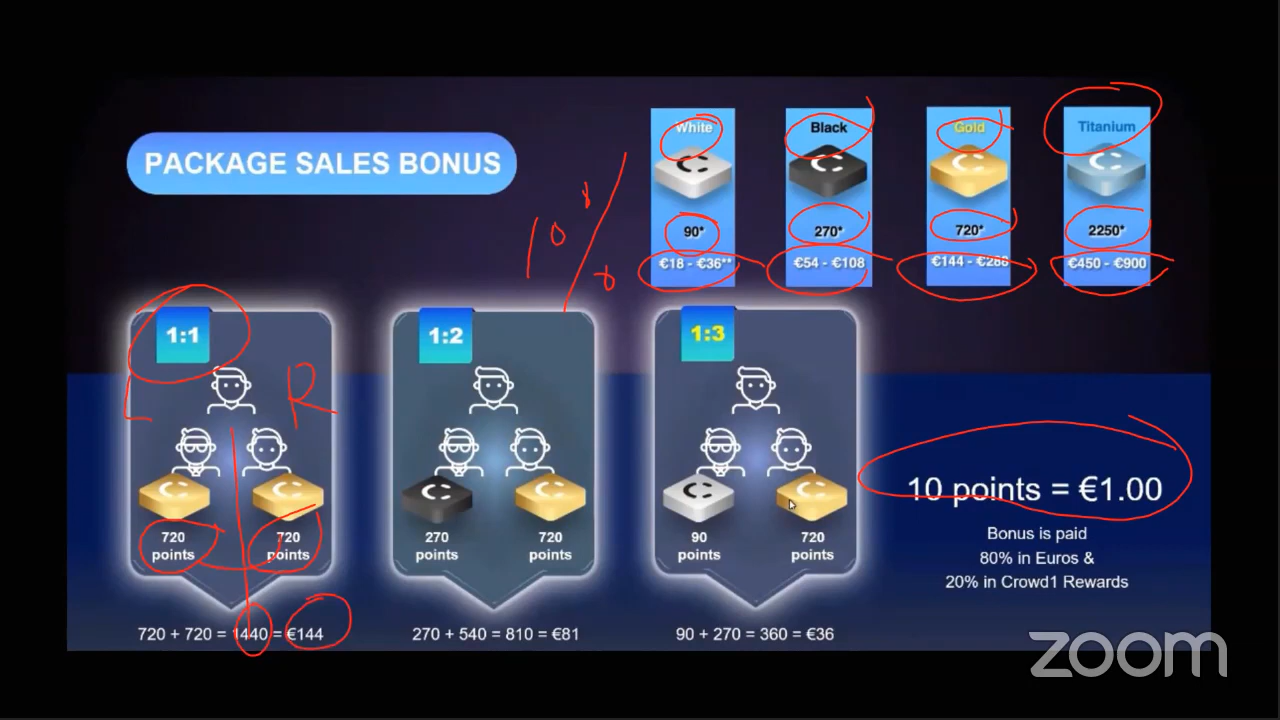 White
Black
Gold
Titanium
PACKAGE SALES BONUS
90*
270*
720*
2250*
€18 - €36**
€54 - €108
€144 - €288
€450 - €900
10 %
1:1
1:2
1:3
L
R
10 points = €1.00
720
points
720
points
270
points
720
points
90
points
720
points
Bonus is paid
80% in Euros &
20% in Crowd1 Rewards
720 + 720 = 1440 = €144
270 + 540 = 810 = €81
90 + 270 = 360 = €36
zoom